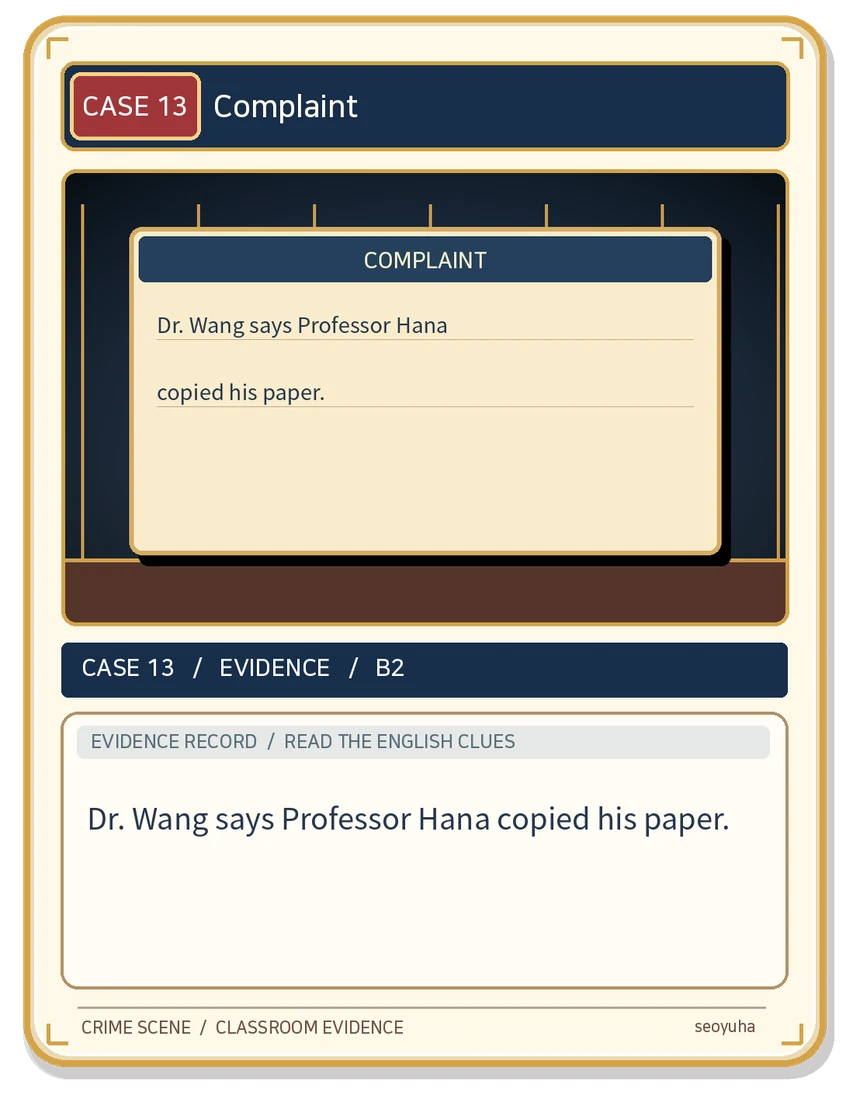 CASE 13 Complaint
COMPLAINT
Dr. Wang says Professor Hana
copied his paper.
CASE 13 / EVIDENCE / B2
EVIDENCE RECORD / READ THE ENGLISH CLUES
Dr. Wang says Professor Hana copied his paper.
CRIME SCENE / CLASSROOM EVIDENCE seoyuha